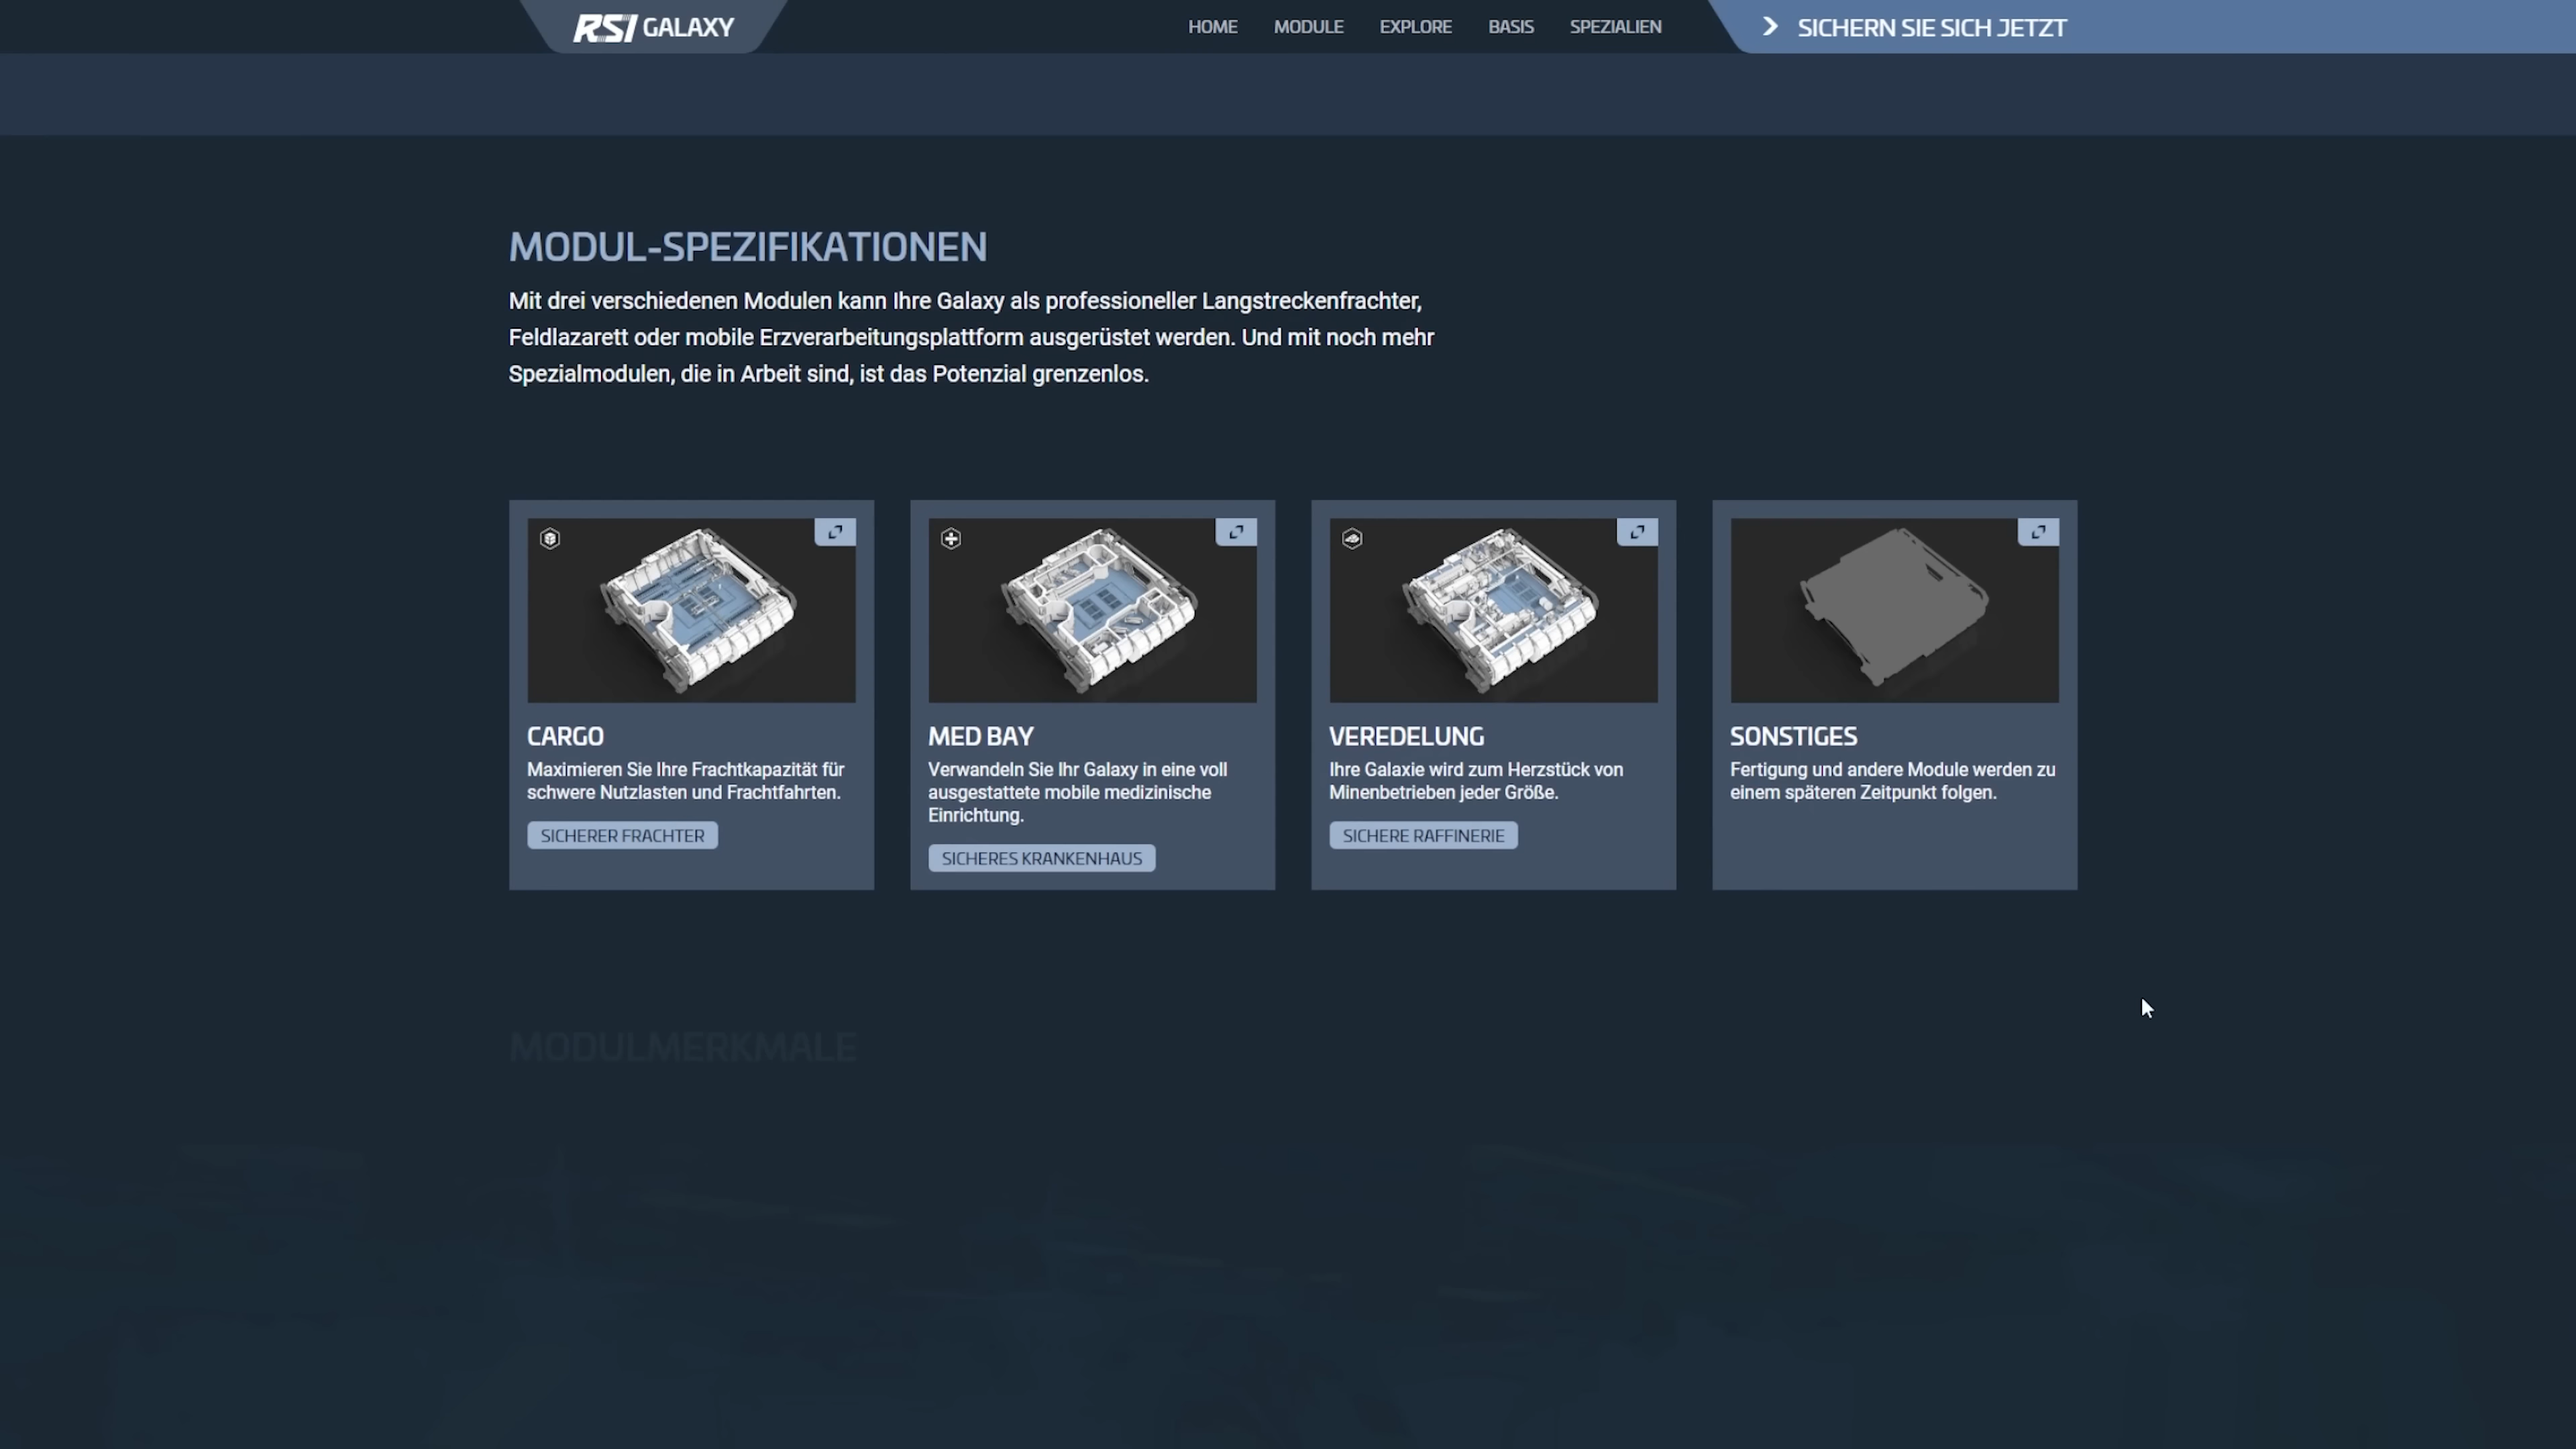 RSI GALAXY
HOME
MODULE
EXPLORE
BASIS
SPEZIALIEN
SICHERN SIE SICH JETZT
MODUL-SPEZIFIKATIONEN
Mit drei verschiedenen Modulen kann Ihre Galaxy als professioneller Langstreckenfrachter,
Feldlazarett oder mobile Erzverarbeitungsplattform ausgerüstet werden. Und mit noch mehr
Spezialmodulen, die in Arbeit sind, ist das Potenzial grenzenlos.
CARGO
Maximieren Sie Ihre Frachtkapazität für
schwere Nutzlasten und Frachtfahrten.
SICHERER FRACHTER
MED BAY
Verwandeln Sie Ihr Galaxy in eine voll
ausgestattete mobile medizinische
Einrichtung.
SICHERES KRANKENHAUS
VEREDELUNG
Ihre Galaxie wird zum Herzstück von
Minenbetrieben jeder Größe.
SICHERE RAFFINERIE
SONSTIGES
Fertigung und andere Module werden zu
einem späteren Zeitpunkt folgen.
MODULMERKMALE